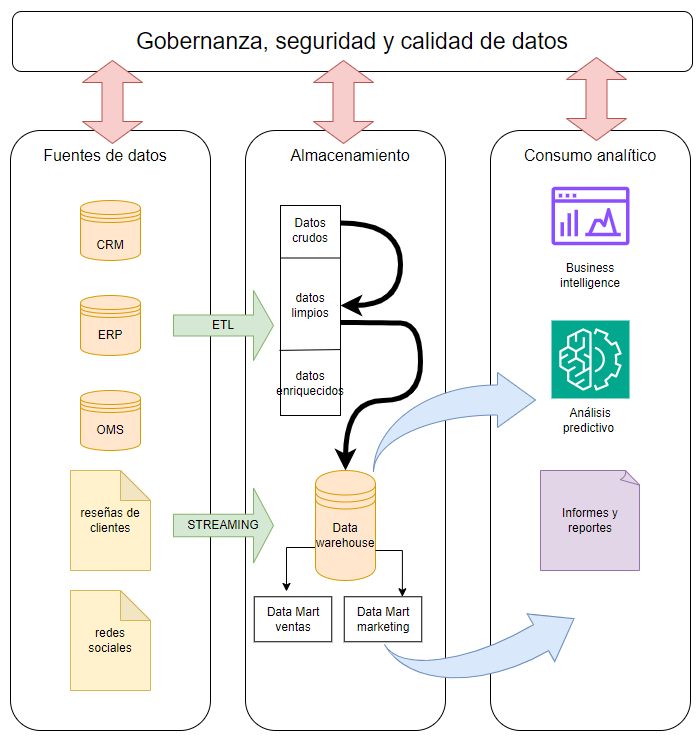 Gobernanza, seguridad y calidad de datos
Fuentes de datos
CRM
ERP
OMS
reseñas de
clientes
redes
sociales
ETL
STREAMING
Almacenamiento
Datos
crudos
datos
limpios
datos
enriquecidos
Data
warehouse
Data Mart
ventas
Data Mart
marketing
Consumo analítico
Business
intelligence
Análisis
predictivo
Informes y
reportes